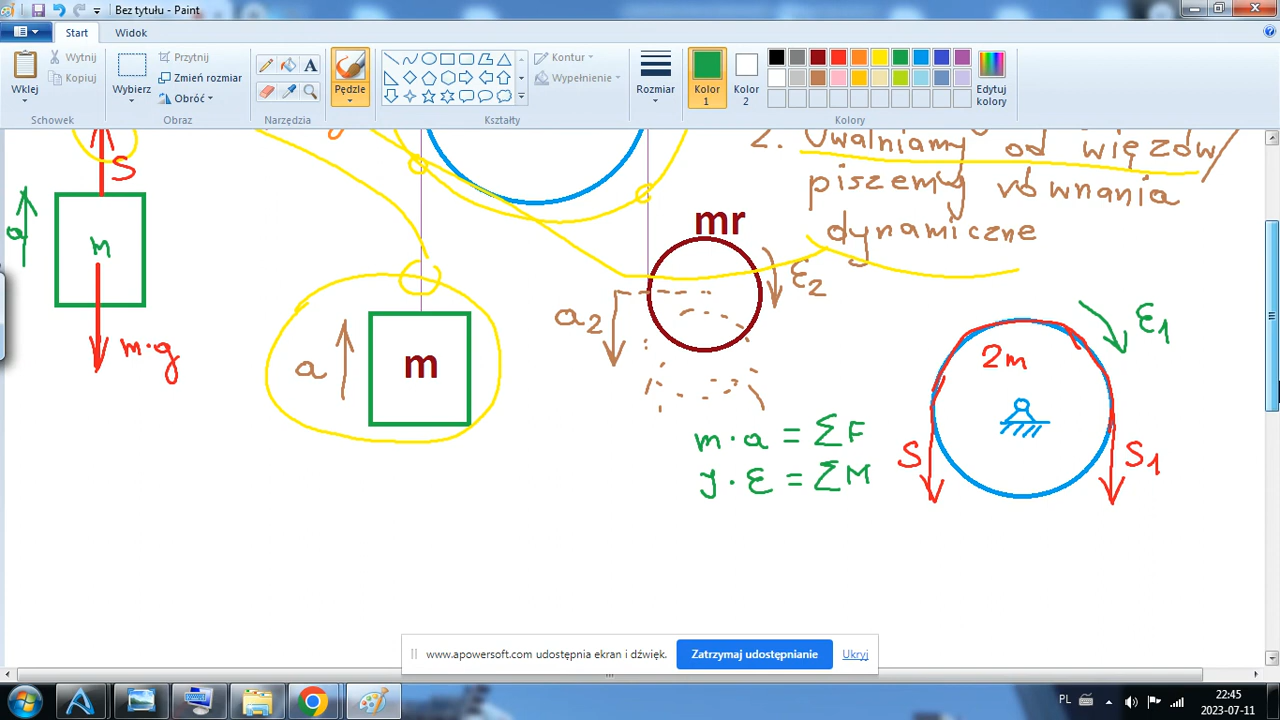 Bez tytułu - Paint
Start
Widok
Wklej
Wytnij
Kopiuj
Schowek
Wybierz
Przytnij
Zmień rozmiar
Obróć
Obraz
Narzędzia
Pędzle
Kształty
Kontur
Wypełnienie
Rozmiar
Kolor
1
Kolor
2
Edytuj
kolory
Kolory
S
a
m
m·g
a
m
2. Uwalniamy od więzów
piszemy równania
dynamiczne
mr
ε2
a2
m·a = ΣF
J·ε = ΣM
2m
ε1
S
S1
www.apowersoft.com udostępnia ekran i dźwięk.
Zatrzymaj udostępnianie
Ukryj
PL
22:45
2023-07-11